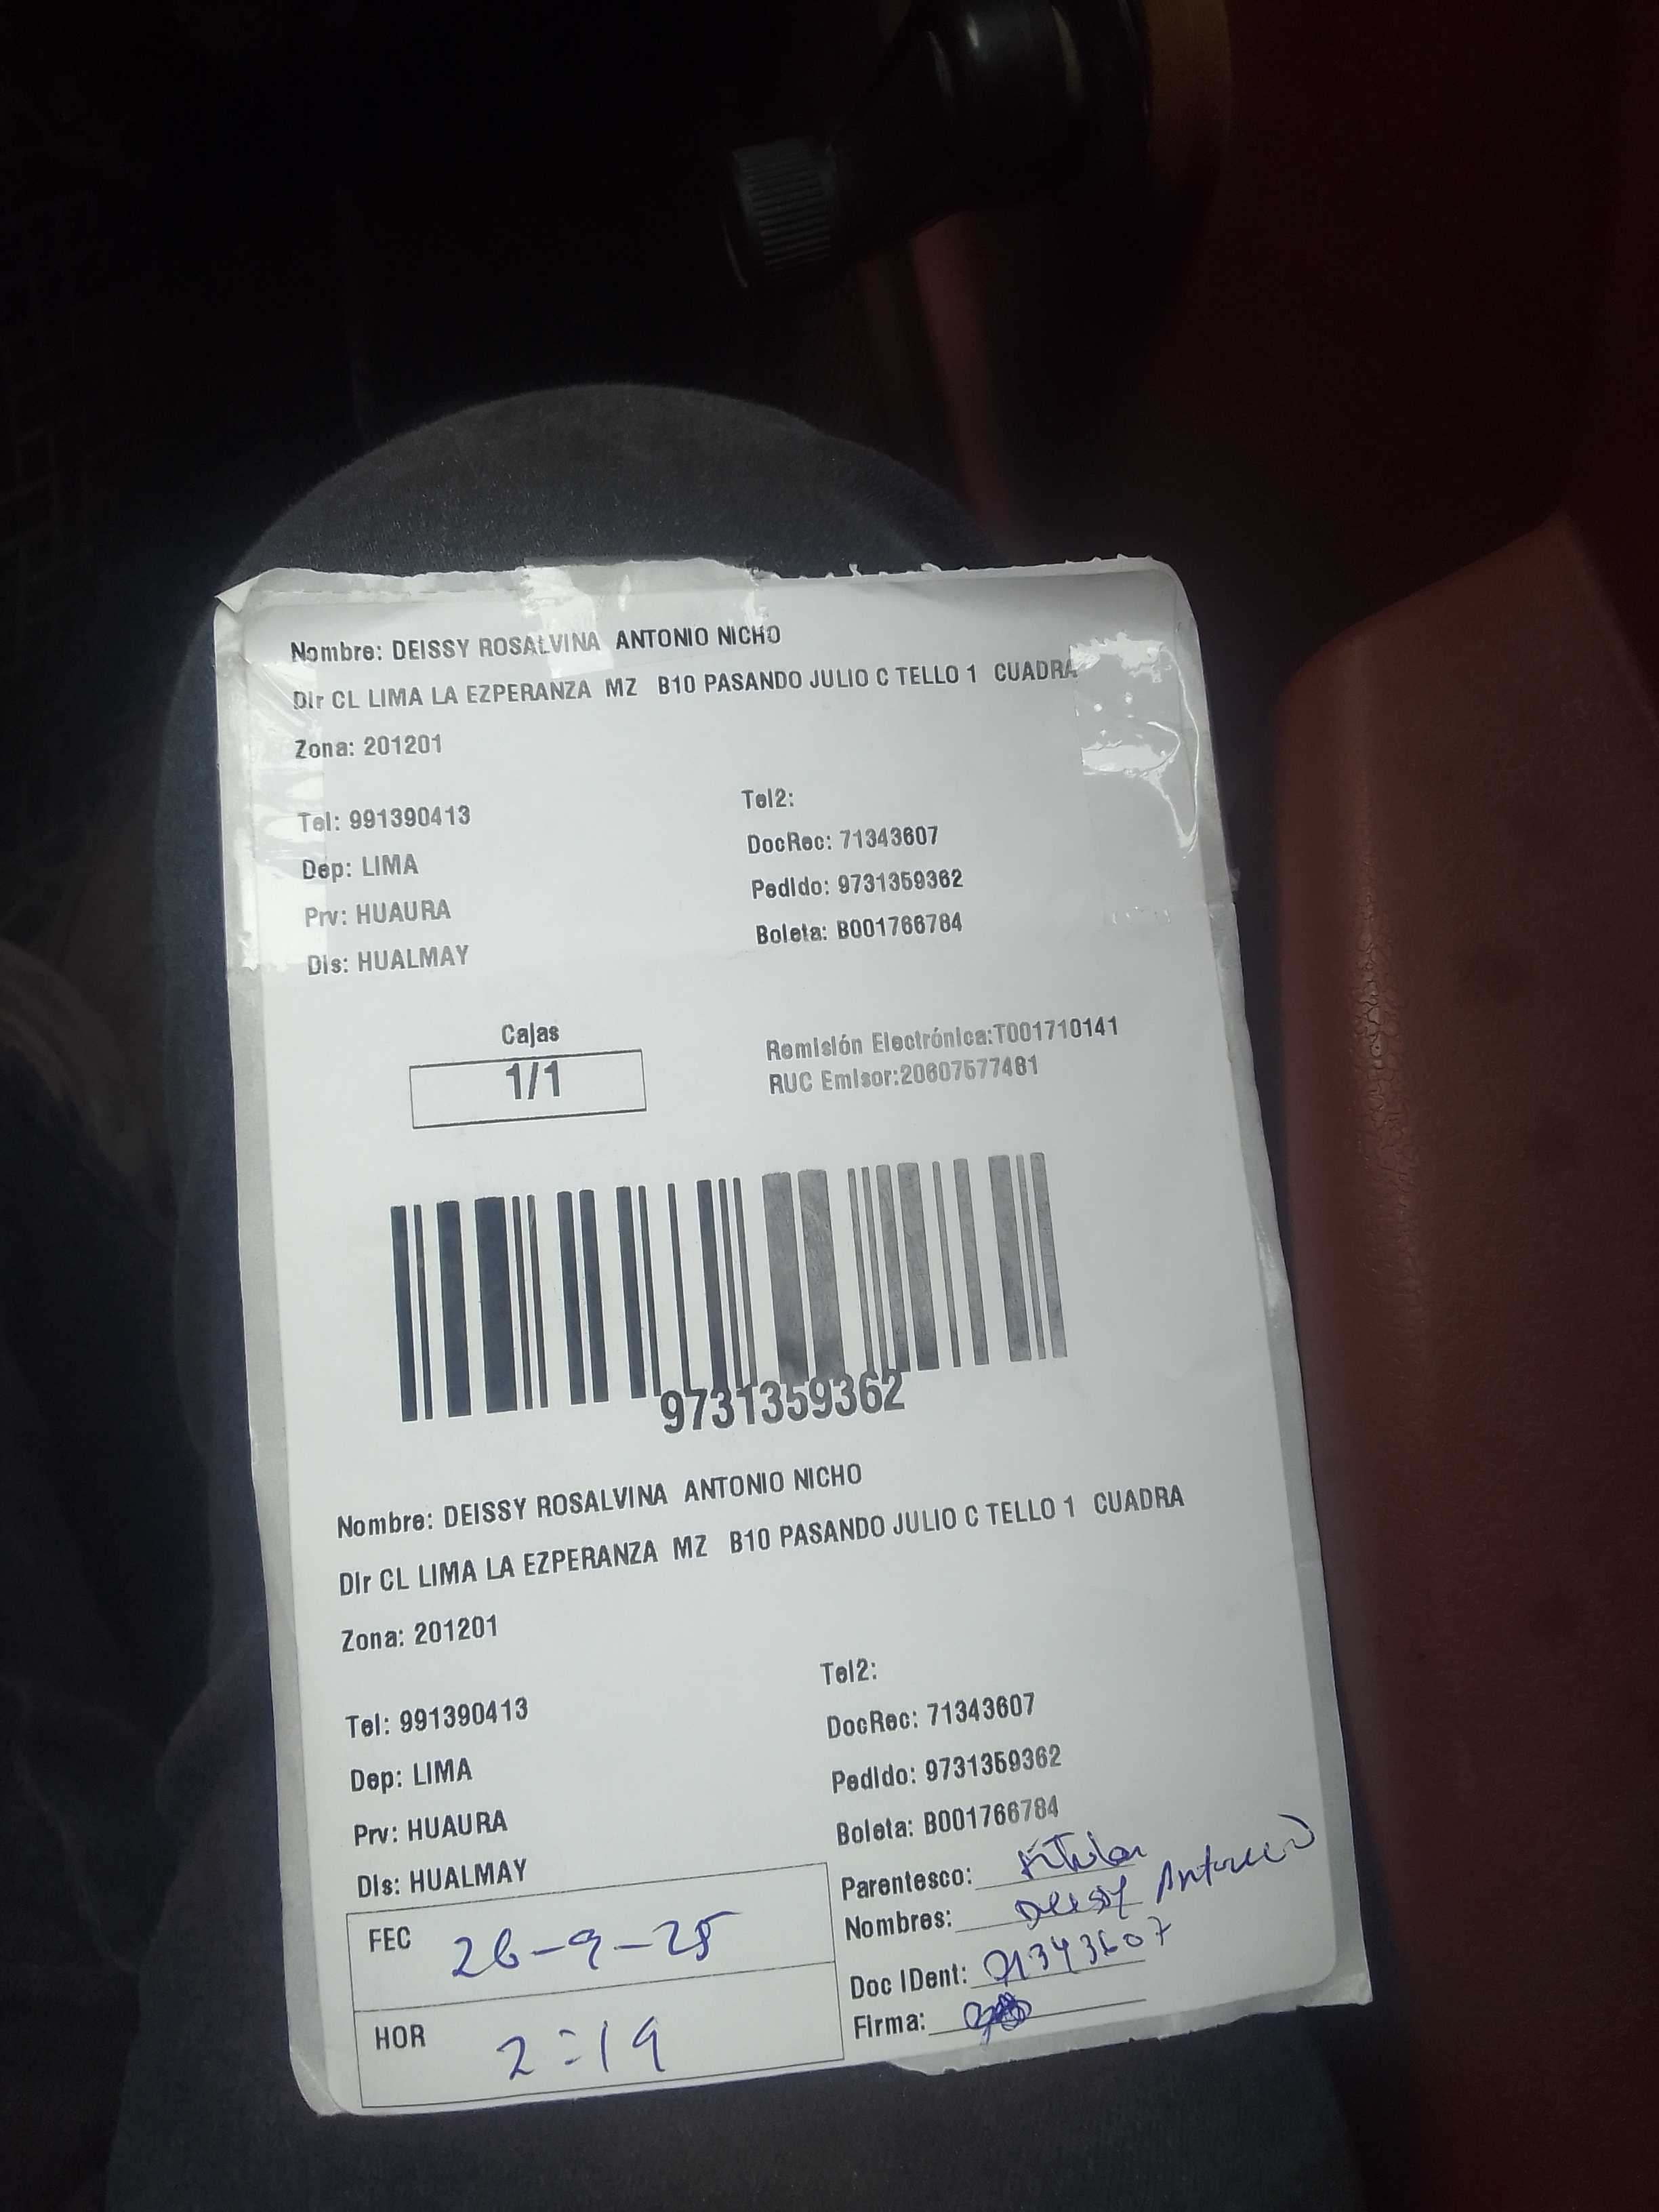 Nombre: DEISSY ROSALVINA ANTONIO NICHO
Dir CL LIMA LA EZPERANZA MZ B10 PASANDO JULIO C TELLO 1 CUADRA
Zona: 201201
Tel: 991390413 Tel2:
Dep: LIMA DocRec: 71343607
Prv: HUAURA Pedido: 9731359362
Dis: HUALMAY Boleta: B001766784
Cajas
1/1
Remisión Electrónica:T001710141
RUC Emisor:20607577481
9731359362
Nombre: DEISSY ROSALVINA ANTONIO NICHO
Dir CL LIMA LA EZPERANZA MZ B10 PASANDO JULIO C TELLO 1 CUADRA
Zona: 201201
Tel: 991390413 Tel2:
Dep: LIMA DocRec: 71343607
Prv: HUAURA Pedido: 9731359362
Dis: HUALMAY Boleta: B001766784
FEC 26-9-25
HOR 2:19
Parentesco: titular
Nombres: Deissy Antonio
Doc IDent: 71343607
Firma: